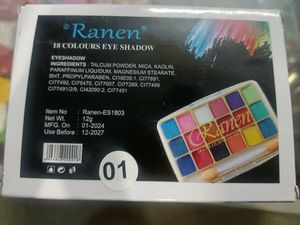 "Ranen"
18 COLOURS EYE SHADOW
EYESHADOW
INGREDIENTS : TALCUM POWDER, MICA, KAOLIN,
PARAFFINUM LIQUIDUM, MAGNESIUM STEARATE,
BHT, PROPYLPARABEN, CI16035:1, CI77891,
CI77492, CI75470, CI77007, CI77289, CI77499
CI77491/2/9, CI42090:2, CI77491
Item No : Ranen-ES1803
N. Weight : 12g
MFG. On : 01-2024
Use Before : 12-2027
Ranen
01